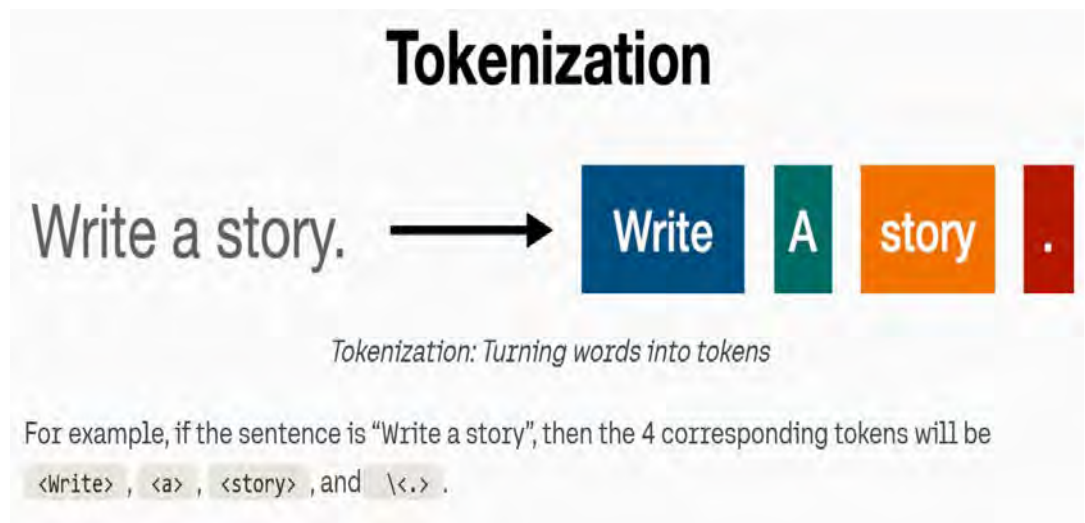 Tokenization
Write a story. Write A story .
Tokenization: Turning words into tokens
For example, if the sentence is “Write a story”, then the 4 corresponding tokens will be
<Write> , <a> , <story> , and \<.> .